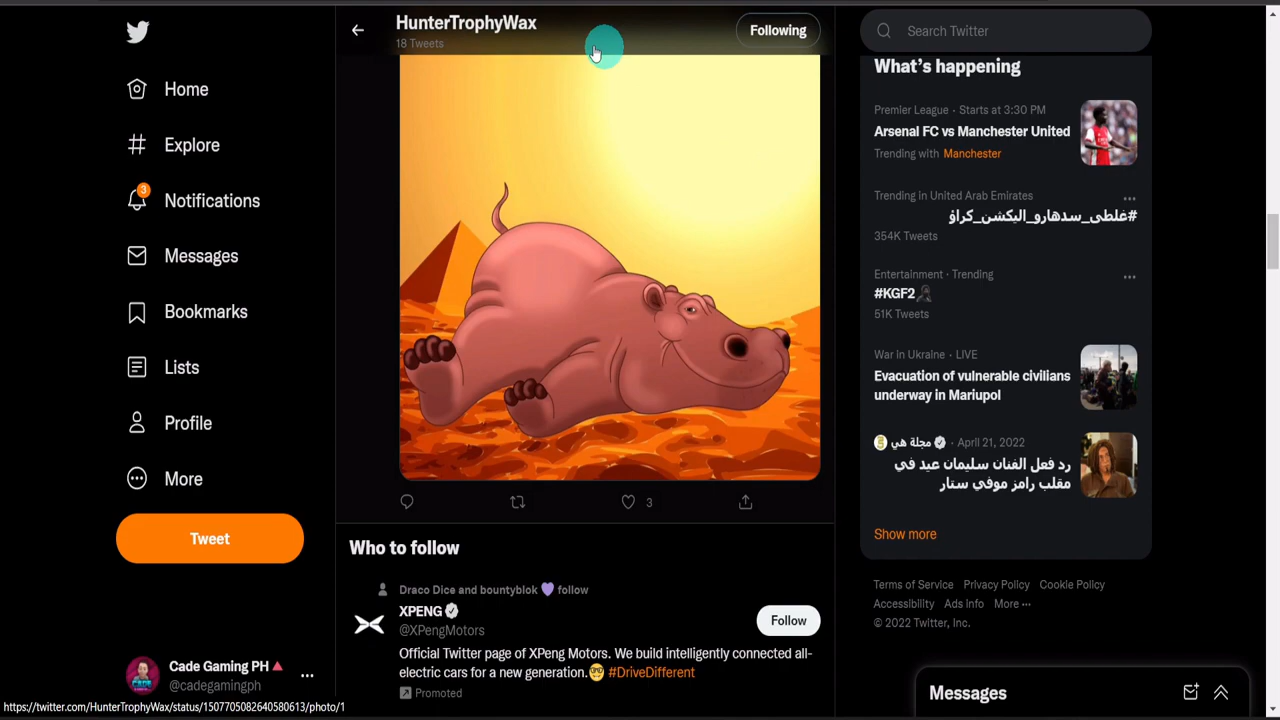 HunterTrophyWax
18 Tweets
Following
Search Twitter
Home
Explore
3
Notifications
Messages
Bookmarks
Lists
Profile
More
Tweet
Cade Gaming PH
@cadegamingph
3
Who to follow
Draco Dice and bountyblok 💜 follow
XPENG
@XPengMotors
Follow
Official Twitter page of XPeng Motors. We build intelligently connected all-
electric cars for a new generation.🤓 #DriveDifferent
Promoted
What's happening
Premier League · Starts at 3:30 PM
Arsenal FC vs Manchester United
Trending with Manchester
Trending in United Arab Emirates
#غلطی_سدھارو_الیکشن_کراؤ
354K Tweets
Entertainment · Trending
#KGF2
51K Tweets
War in Ukraine · LIVE
Evacuation of vulnerable civilians
underway in Mariupol
مجلة هي · April 21, 2022
رد فعل الفنان سليمان عيد في
مقلب رامز موفي ستار
Show more
Terms of Service Privacy Policy Cookie Policy
Accessibility Ads info More ···
© 2022 Twitter, Inc.
Messages
https://twitter.com/HunterTrophyWax/status/1507705082640580613/photo/1